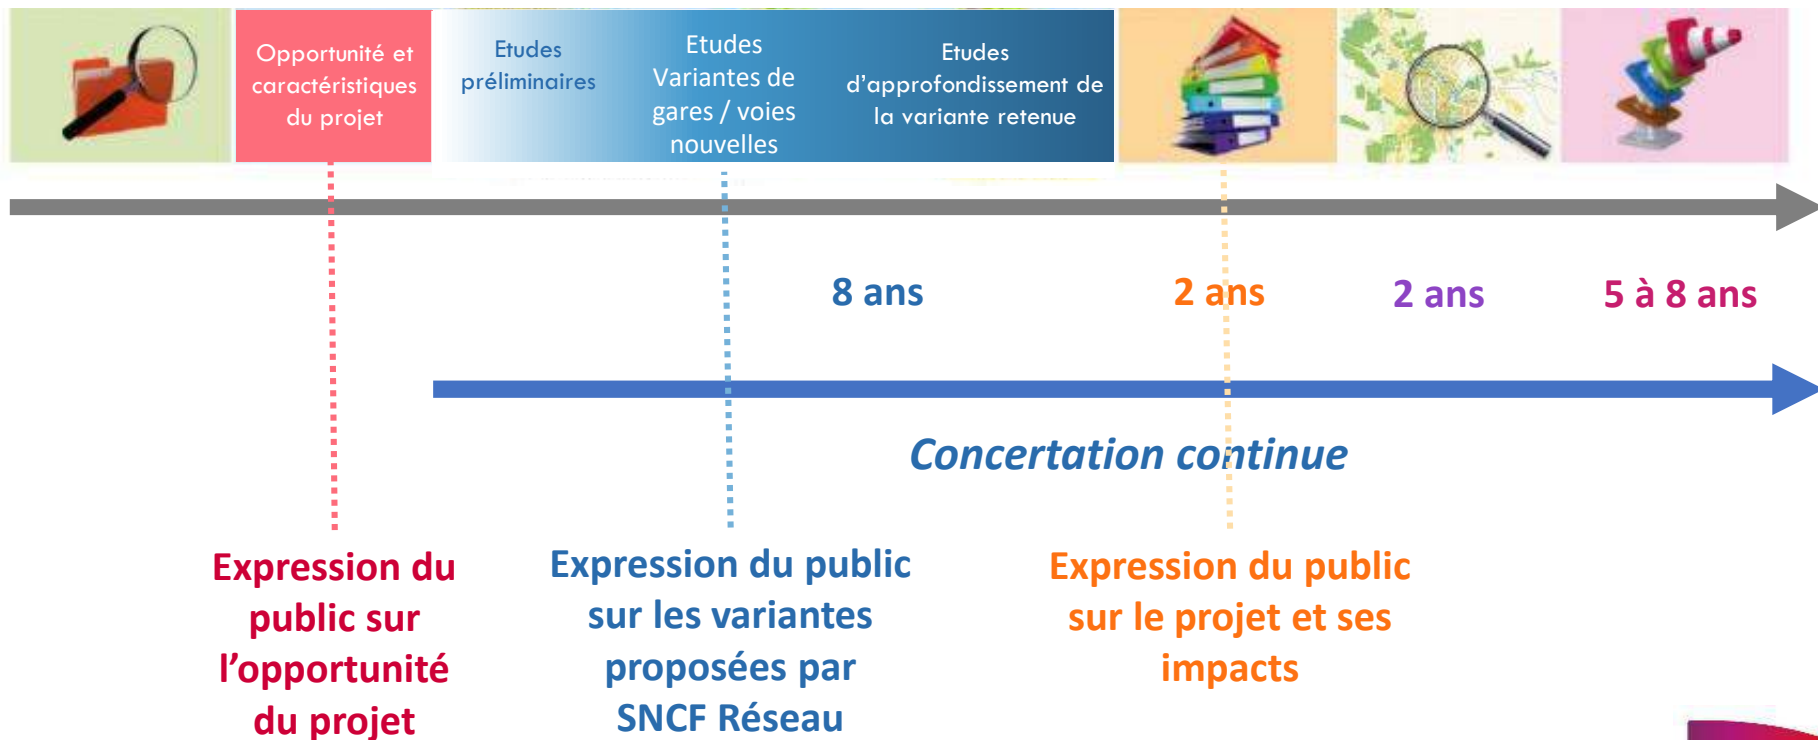 Opportunité et
caractéristiques
du projet
Etudes
préliminaires
Etudes
Variantes de
gares / voies
nouvelles
Etudes
d'approfondissement de
la variante retenue
8 ans
2 ans
2 ans
5 à 8 ans
Concertation continue
Expression du
public sur
l'opportunité
du projet
Expression du public
sur les variantes
proposées par
SNCF Réseau
Expression du public
sur le projet et ses
impacts